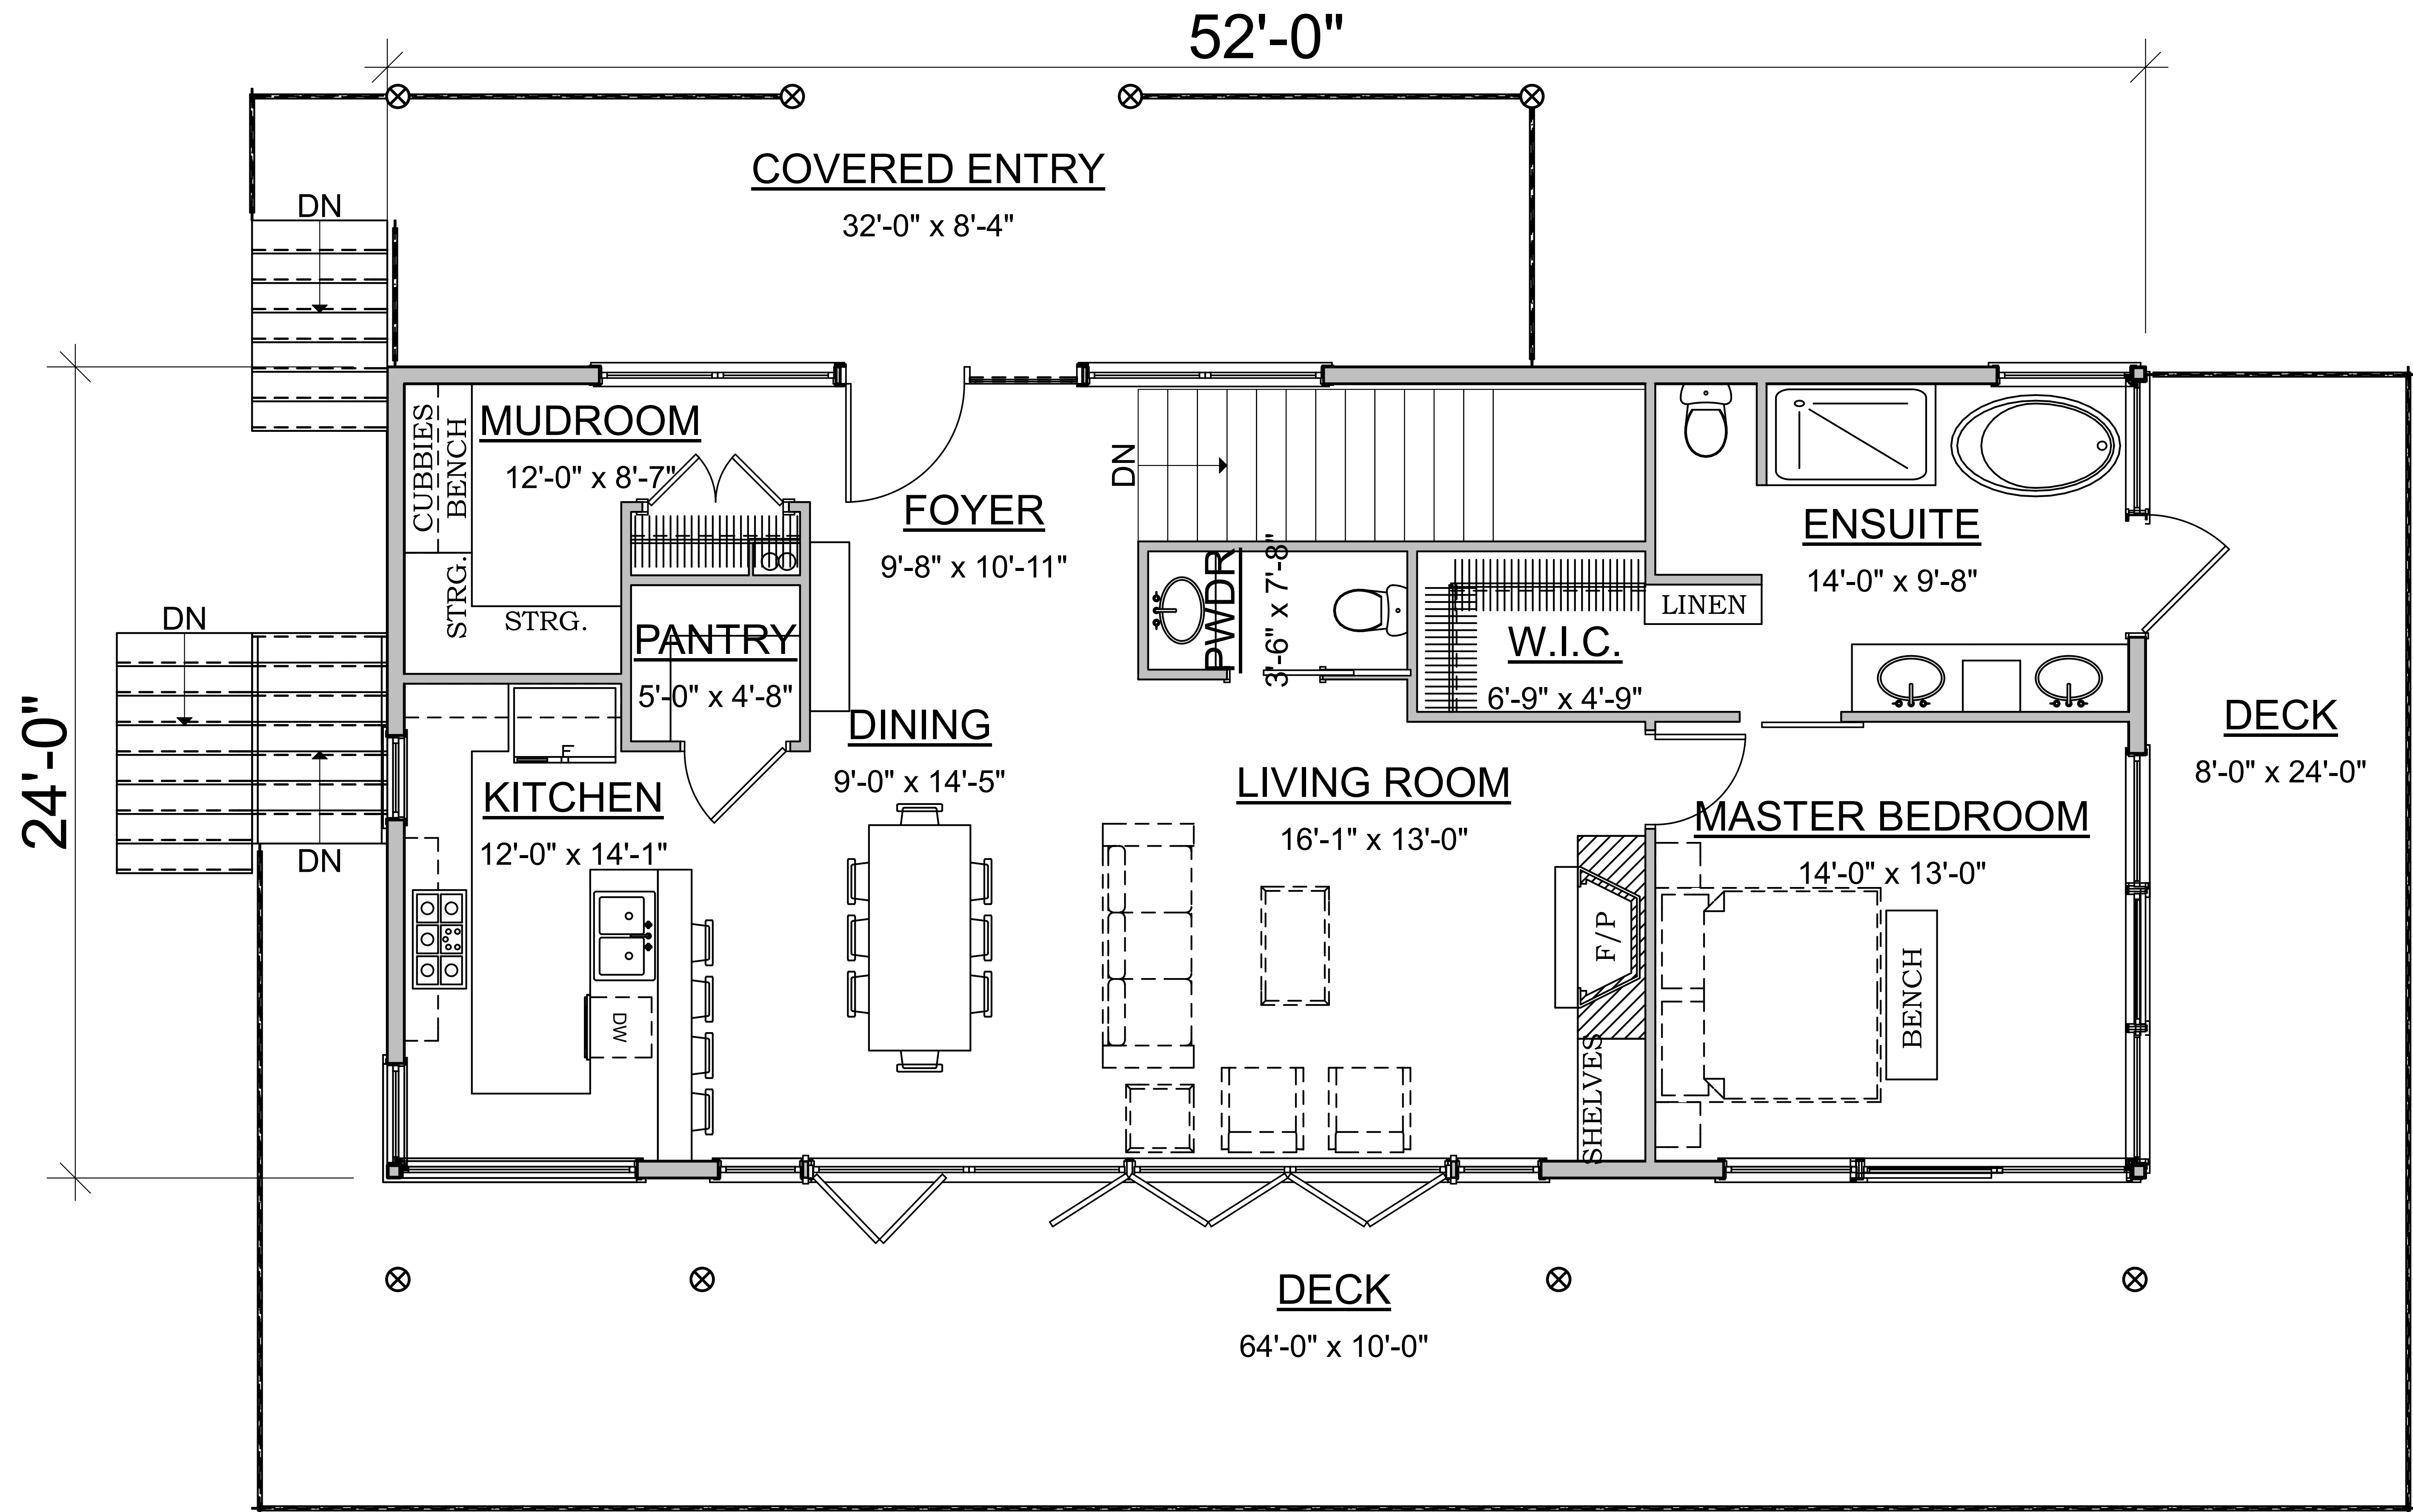 52'-0"
COVERED ENTRY
32'-0" x 8'-4"
DN
MUDROOM
12'-0" x 8'-7"
CUBBIES
BENCH
STRG.
STRG.
FOYER
9'-8" x 10'-11"
DN
PWDR
3'-6" x 7'-8"
W.I.C.
6'-9" x 4'-9"
LINEN
ENSUITE
14'-0" x 9'-8"
DN
DN
24'-0"
PANTRY
5'-0" x 4'-8"
F
KITCHEN
12'-0" x 14'-1"
DW
DINING
9'-0" x 14'-5"
LIVING ROOM
16'-1" x 13'-0"
F/P
SHELVES
MASTER BEDROOM
14'-0" x 13'-0"
BENCH
DECK
8'-0" x 24'-0"
DECK
64'-0" x 10'-0"